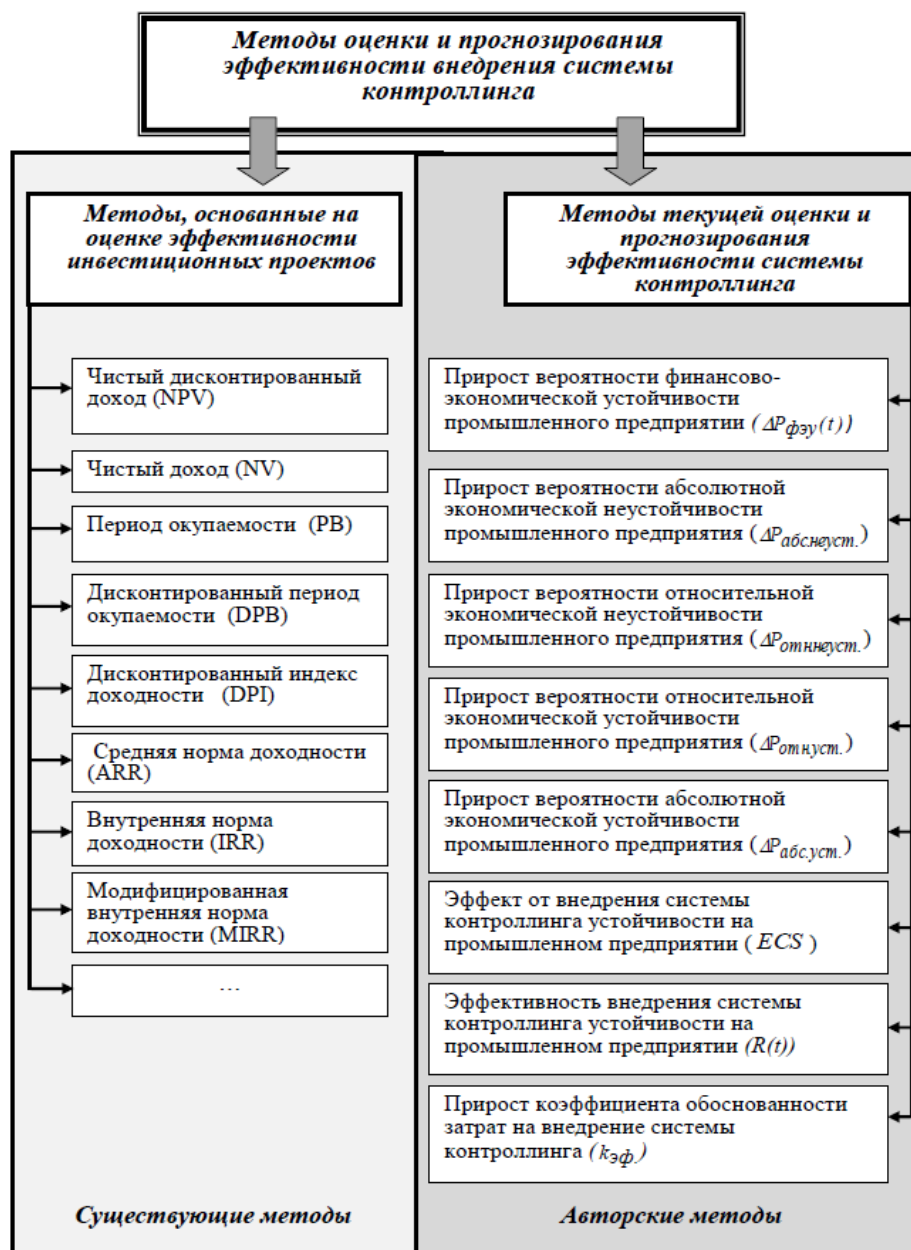 Методы оценки и прогнозирования
эффективности внедрения системы
контроллинга
Методы, основанные на
оценке эффективности
инвестиционных проектов
Чистый дисконтированный
доход (NPV)
Чистый доход (NV)
Период окупаемости (PB)
Дисконтированный период
окупаемости (DPB)
Дисконтированный индекс
доходности (DPI)
Средняя норма доходности
(ARR)
Внутренняя норма
доходности (IRR)
Модифицированная
внутренняя норма
доходности (MIRR)
...
Существующие методы
Методы текущей оценки и
прогнозирования
эффективности системы
контроллинга
Прирост вероятности финансово-
экономической устойчивости
промышленного предприятии (ΔPфэу(t)}
Прирост вероятности абсолютной
экономической неустойчивости
промышленного предприятия (ΔPабс.неуст.)
Прирост вероятности относительной
экономической неустойчивости
промышленного предприятия (ΔPотн.неуст.)
Прирост вероятности относительной
экономической устойчивости
промышленного предприятия (ΔPотн.уст.)
Прирост вероятности абсолютной
экономической устойчивости
промышленного предприятия (ΔPабс.уст.)
Эффект от внедрения системы
контроллинга устойчивости на
промышленном предприятии (ECS)
Эффективность внедрения системы
контроллинга устойчивости на
промышленном предприятии (R(t))
Прирост коэффициента обоснованности
затрат на внедрение системы
контроллинга (kэф.)
Авторские методы